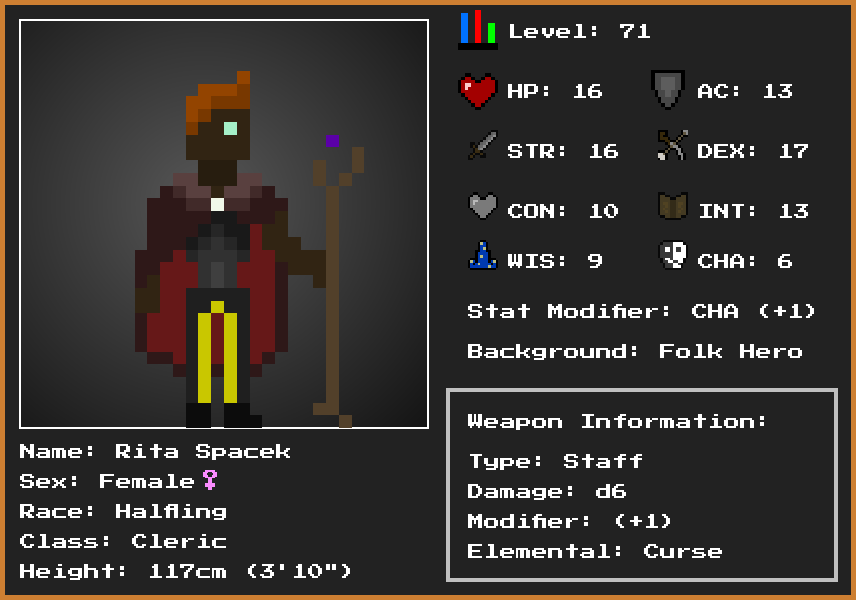 Level: 71
HP: 16
AC: 13
STR: 16
DEX: 17
CON: 10
INT: 13
WIS: 9
CHA: 6
Stat Modifier: CHA (+1)
Background: Folk Hero
Weapon Information:
Type: Staff
Damage: d6
Modifier: (+1)
Elemental: Curse
Name: Rita Spacek
Sex: Female♀
Race: Halfling
Class: Cleric
Height: 117cm (3'10")